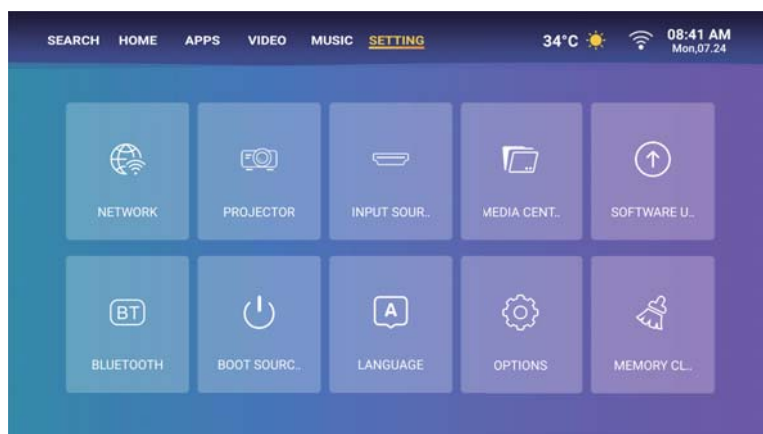 SEARCH HOME APPS VIDEO MUSIC SETTING 34°C 08:41 AM
Mon,07.24
NETWORK PROJECTOR INPUT SOUR.. MEDIA CENT.. SOFTWARE U..
BT A
BLUETOOTH BOOT SOURC.. LANGUAGE OPTIONS MEMORY CL..